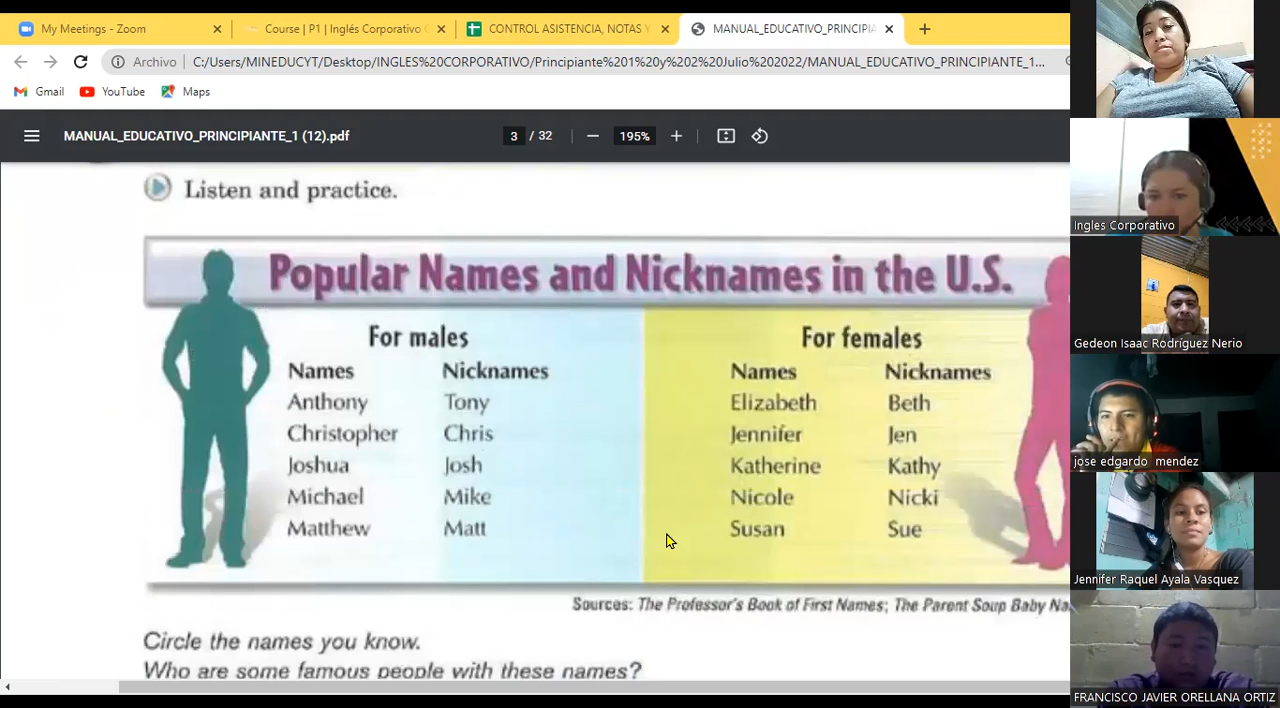 My Meetings - Zoom
Course | P1 | Inglés Corporativo
CONTROL ASISTENCIA, NOTAS Y
MANUAL_EDUCATIVO_PRINCIPIA
Archivo
C:/Users/MINEDUCYT/Desktop/INGLES%20CORPORATIVO/Principiante%201%20y%202%20Julio%202022/MANUAL_EDUCATIVO_PRINCIPIANTE_1...
Gmail YouTube Maps
MANUAL_EDUCATIVO_PRINCIPIANTE_1 (12).pdf
3 / 32
195%
Listen and practice.
Popular Names and Nicknames in the U.S.
For males For females
Names Nicknames Names Nicknames
Anthony Tony Elizabeth Beth
Christopher Chris Jennifer Jen
Joshua Josh Katherine Kathy
Michael Mike Nicole Nicki
Matthew Matt Susan Sue
Sources: The Professor's Book of First Names; The Parent Soup Baby Na
Circle the names you know.
Who are some famous people with these names?
Ingles Corporativo
Gedeon Isaac Rodríguez Nerio
jose edgardo mendez
Jennifer Raquel Ayala Vasquez
FRANCISCO JAVIER ORELLANA ORTIZ